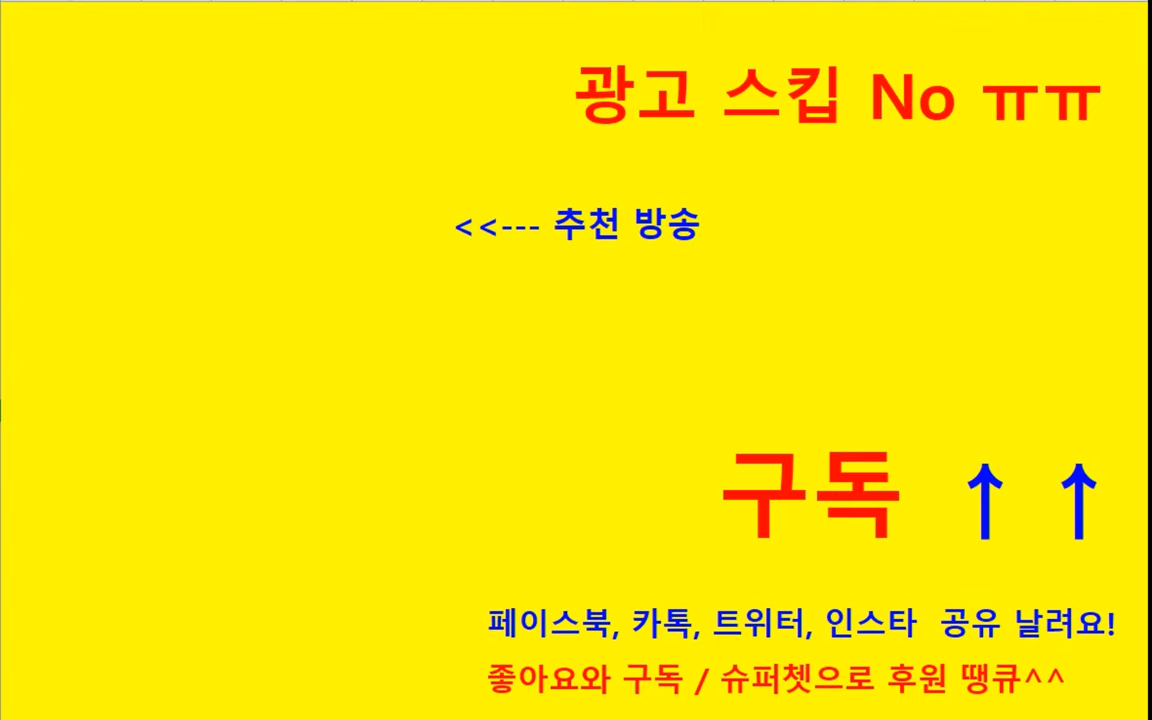 광고 스킵 No ㅠㅠ
<<--- 추천 방송
구독 ↑ ↑
페이스북, 카톡, 트위터, 인스타 공유 날려요!
좋아요와 구독 / 슈퍼쳇으로 후원 땡큐^^